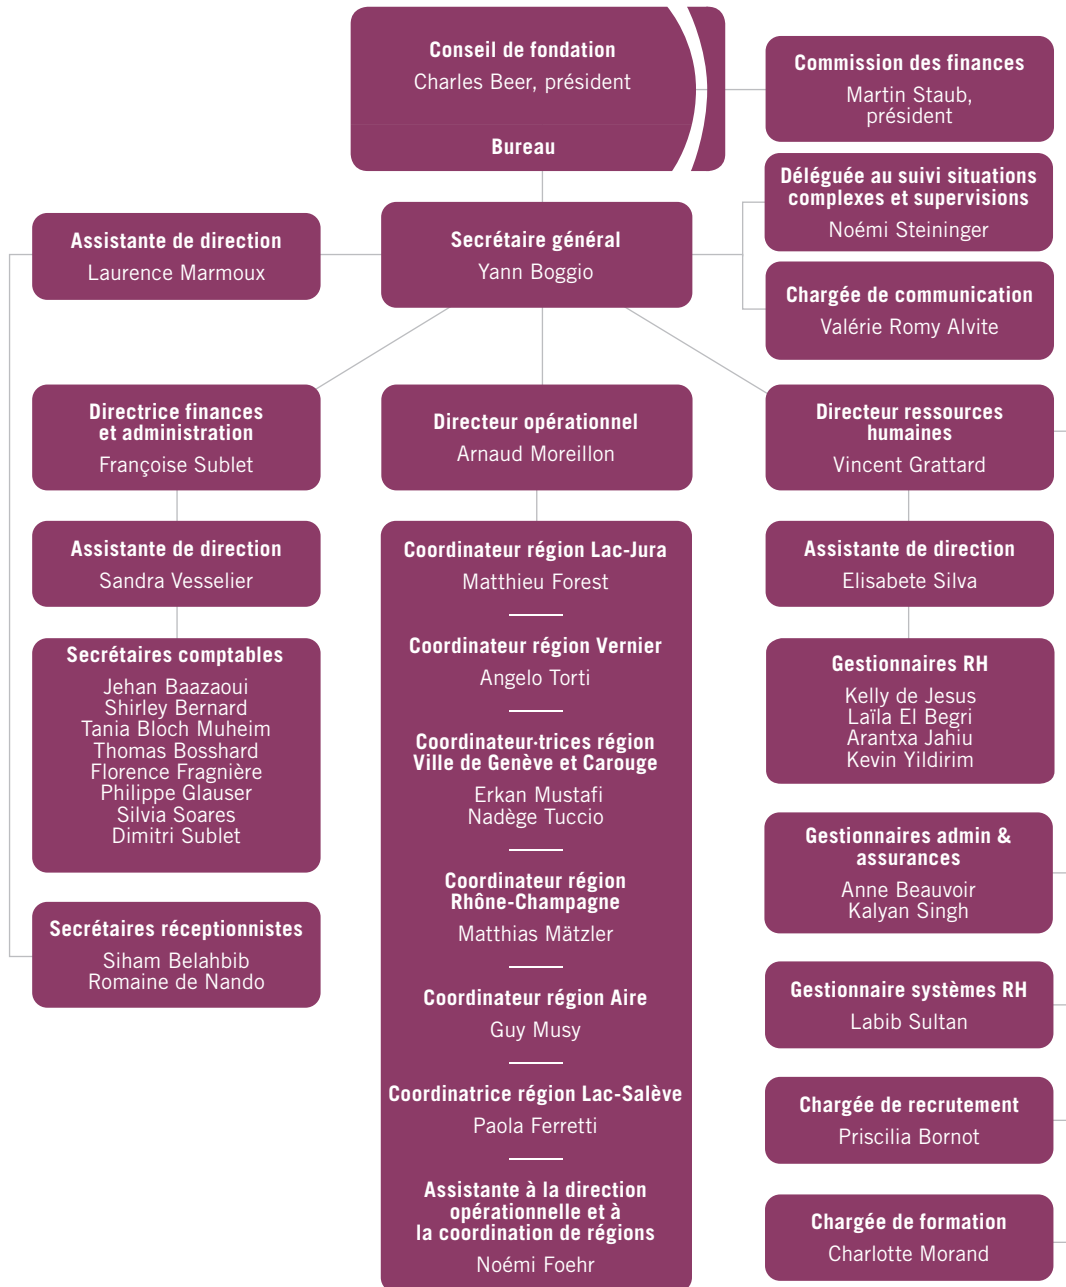 Conseil de fondation
Charles Beer, président
Bureau
Commission des finances
Martin Staub,
président
Déléguée au suivi situations
complexes et supervisions
Noémi Steininger
Assistante de direction
Laurence Marmoux
Secrétaire général
Yann Boggio
Chargée de communication
Valérie Romy Alvite
Directrice finances
et administration
Françoise Sublet
Directeur opérationnel
Arnaud Moreillon
Directeur ressources
humaines
Vincent Grattard
Assistante de direction
Sandra Vesselier
Secrétaires comptables
Jehan Baazaoui
Shirley Bernard
Tania Bloch Muheim
Thomas Bosshard
Florence Fragnière
Philippe Glauser
Silvia Soares
Dimitri Sublet
Secrétaires réceptionnistes
Siham Belahbib
Romaine de Nando
Coordinateur région Lac-Jura
Matthieu Forest
Coordinateur région Vernier
Angelo Torti
Coordinateur·trices région
Ville de Genève et Carouge
Erkan Mustafi
Nadège Tuccio
Coordinateur région
Rhône-Champagne
Matthias Mätzler
Coordinateur région Aire
Guy Musy
Coordinatrice région Lac-Salève
Paola Ferretti
Assistante à la direction
opérationnelle et à
la coordination de régions
Noémi Foehr
Assistante de direction
Elisabete Silva
Gestionnaires RH
Kelly de Jesus
Laïla El Begri
Arantxa Jahiu
Kevin Yildirim
Gestionnaires admin &
assurances
Anne Beauvoir
Kalyan Singh
Gestionnaire systèmes RH
Labib Sultan
Chargée de recrutement
Priscilia Bornot
Chargée de formation
Charlotte Morand